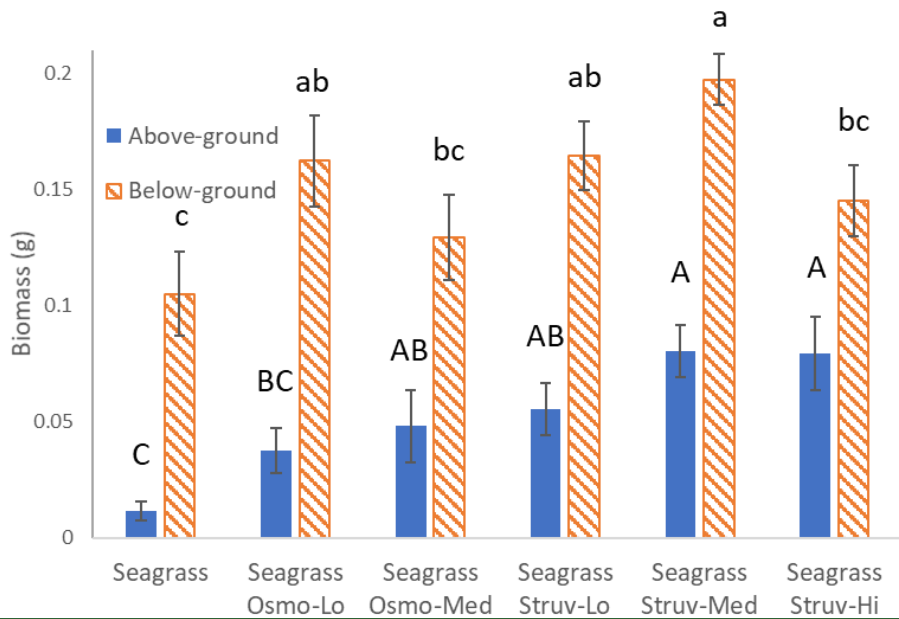 a
0.2
ab
ab
Above-ground
bc
bc
0.15
Below-ground
c
Biomass (g)
0.1
A
A
AB
AB
BC
0.05
C
0
Seagrass
Seagrass
Osmo-Lo
Seagrass
Osmo-Med
Seagrass
Struv-Lo
Seagrass
Struv-Med
Seagrass
Struv-Hi